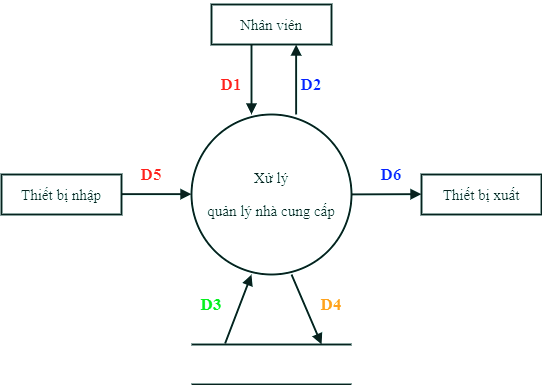 Nhân viên
D1
D2
D5
Xử lý
D6
Thiết bị nhập
quản lý nhà cung cấp
Thiết bị xuất
D3
D4